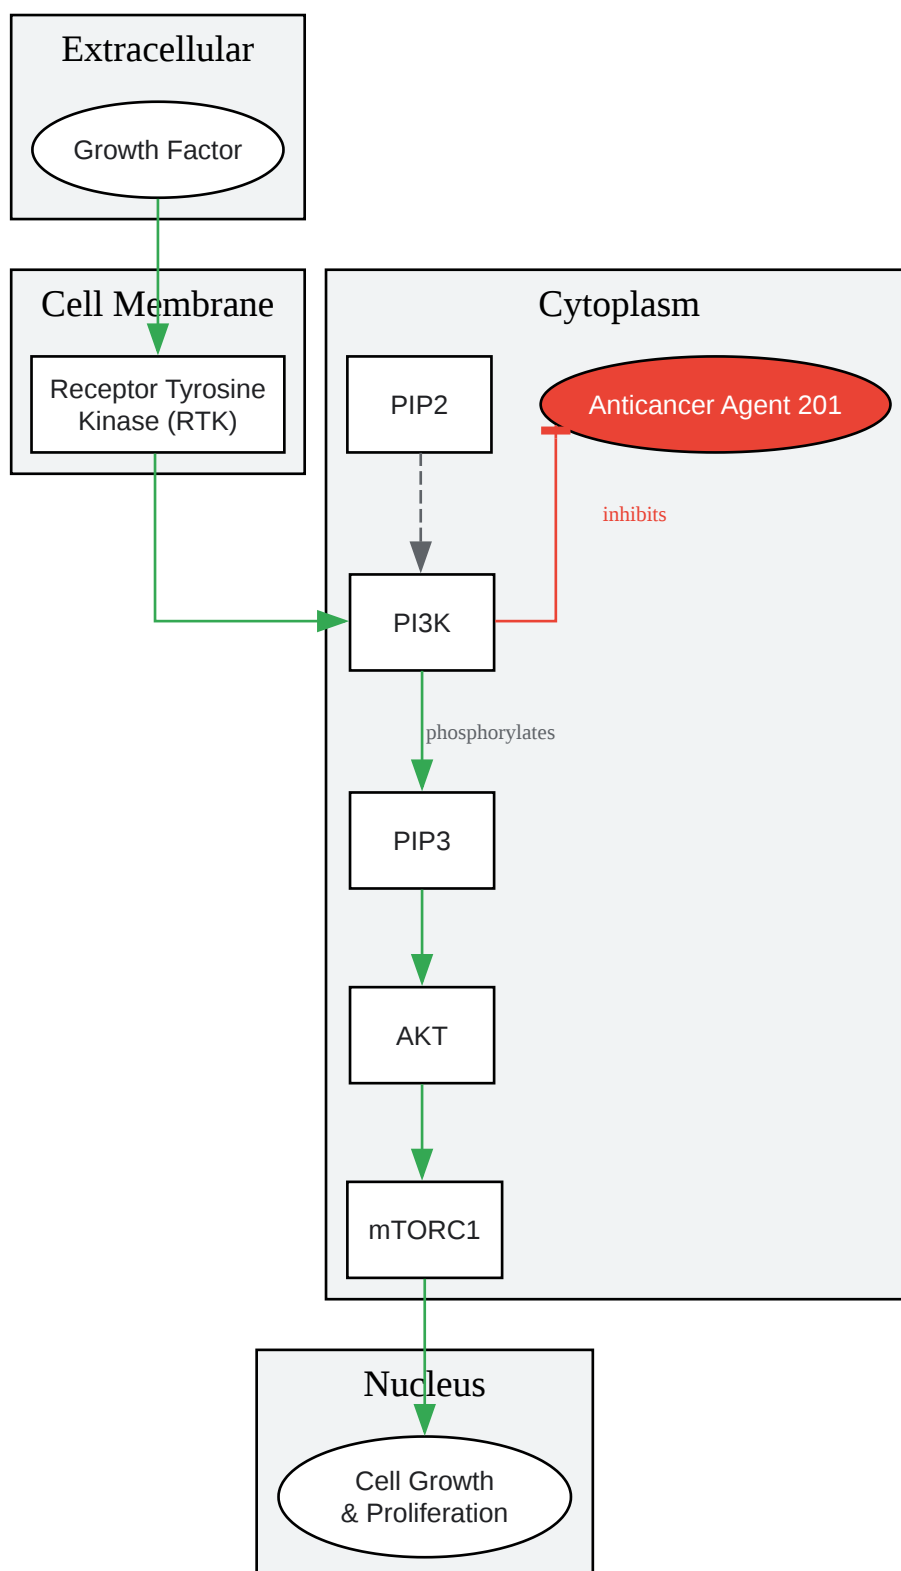 Extracellular
Growth Factor
Cell Membrane
Receptor Tyrosine
Kinase (RTK)
Cytoplasm
PIP2
Anticancer Agent 201
inhibits
PI3K
phosphorylates
PIP3
AKT
mTORC1
Nucleus
Cell Growth
& Proliferation